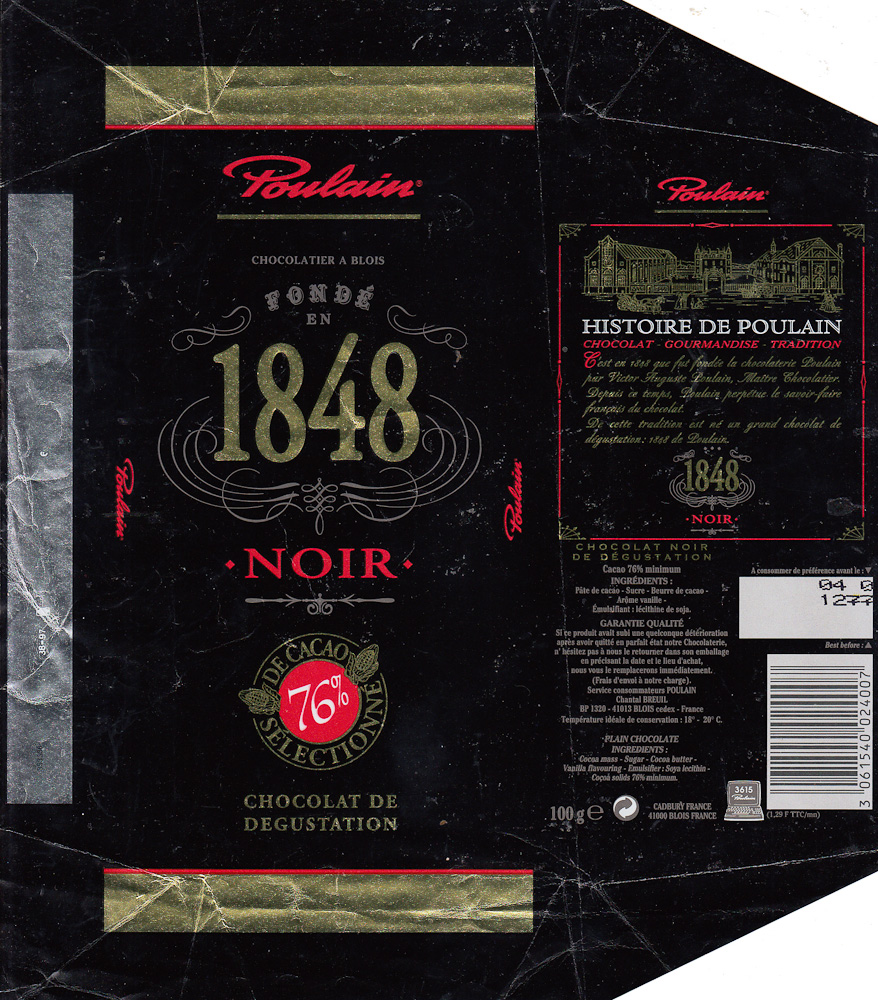 Poulain®
CHOCOLATIER A BLOIS
FONDÉ
EN
1848
·NOIR·
DE CACAO
76%
SÉLECTIONNÉ
CHOCOLAT DE
DEGUSTATION
Poulain®
Poulain®
38-97
Poulain®
HISTOIRE DE POULAIN
CHOCOLAT - GOURMANDISE - TRADITION
C'est en 1848 que fut fondée la chocolaterie Poulain
par Victor Auguste Poulain, Maître Chocolatier.
Depuis ce temps, Poulain perpétue le savoir-faire
français du chocolat.
De cette tradition est né un grand chocolat de
dégustation : 1848 de Poulain.
1848
·NOIR·
CHOCOLAT NOIR
DE DÉGUSTATION
Cacao 76% minimum
INGRÉDIENTS :
Pâte de cacao - Sucre - Beurre de cacao -
Arôme vanille -
Émulsifiant : lécithine de soja.
GARANTIE QUALITÉ
Si ce produit avait subi une quelconque détérioration
après avoir quitté en parfait état notre Chocolaterie,
n'hésitez pas à nous le retourner dans son emballage
en précisant la date et le lieu d'achat,
nous vous le remplacerons immédiatement.
(Frais d'envoi à notre charge).
Service consommateurs POULAIN
Chantal BREUIL
BP 1320 - 41013 BLOIS cedex - France
Température idéale de conservation : 18° - 20° C.
PLAIN CHOCOLATE
INGREDIENTS :
Cocoa mass - Sugar - Cocoa butter -
Vanilla flavouring - Emulsifier : Soya lecithin -
Cocoa solids 76% minimum.
100 g e
CADBURY FRANCE
41000 BLOIS FRANCE
3615
Poulain
(1,29 F TTC/mn)
A consommer de préférence avant le : ▼
04 0
1277
Best before : ▲
3 061540 024007